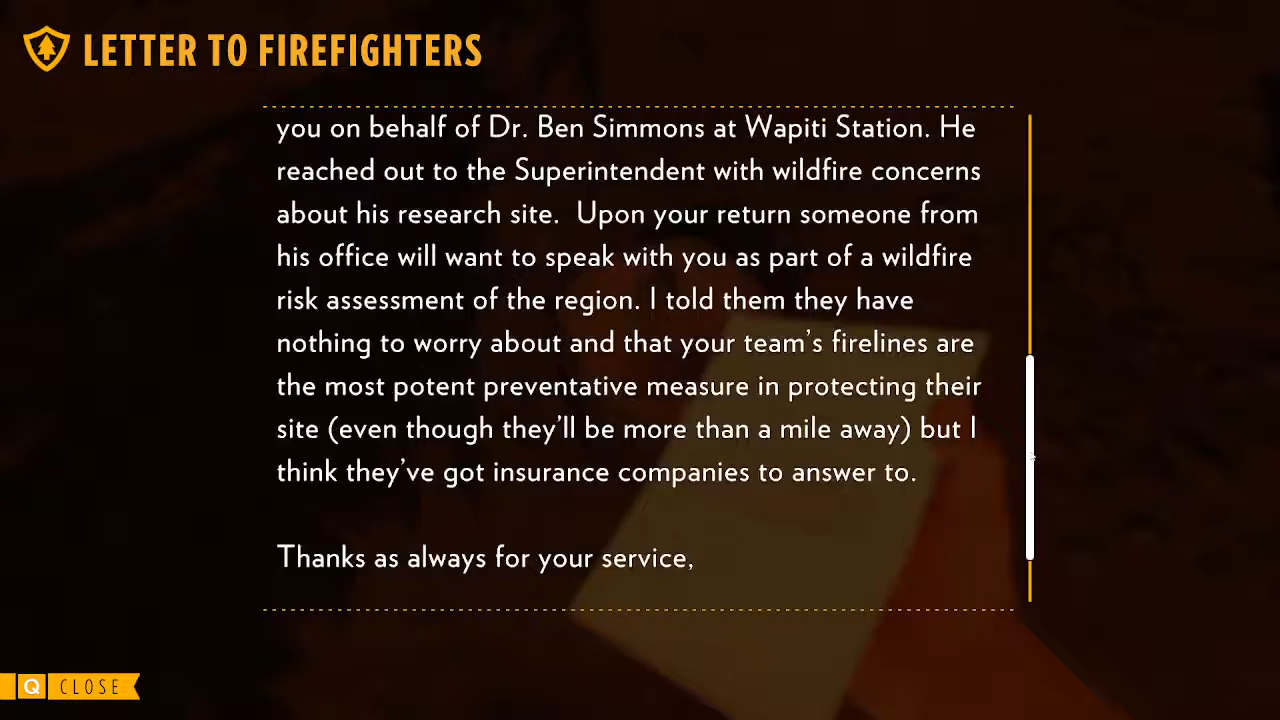 LETTER TO FIREFIGHTERS
you on behalf of Dr. Ben Simmons at Wapiti Station. He
reached out to the Superintendent with wildfire concerns
about his research site.  Upon your return someone from
his office will want to speak with you as part of a wildfire
risk assessment of the region. I told them they have
nothing to worry about and that your team's firelines are
the most potent preventative measure in protecting their
site (even though they'll be more than a mile away) but I
think they've got insurance companies to answer to.
Thanks as always for your service,
Q CLOSE